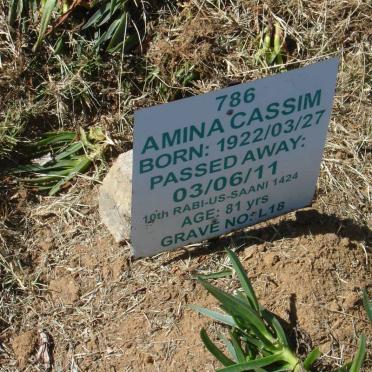 786
AMINA CASSIM
BORN: 1922/03/27
PASSED AWAY:
03/06/11
10th RABI-US-SAANI 1424
AGE: 81 yrs
GRAVE NO: L18